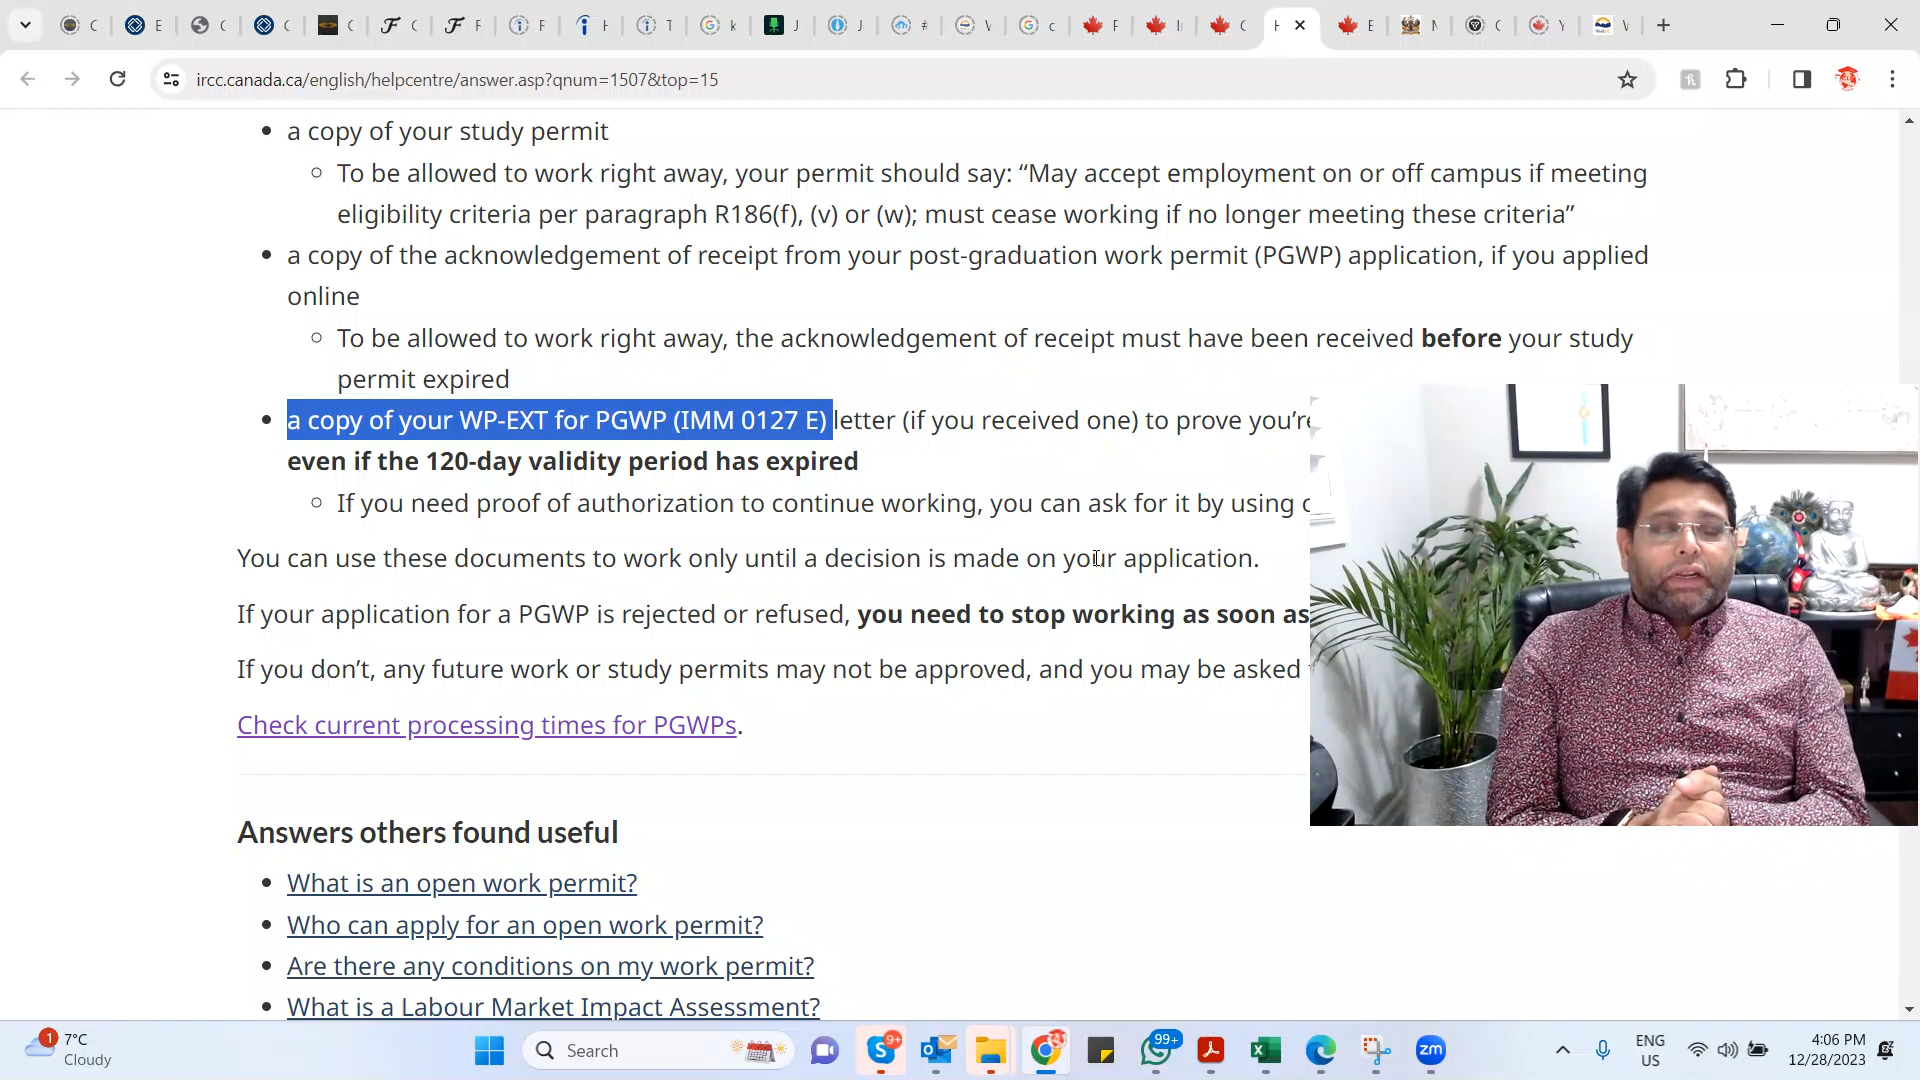 ircc.canada.ca/english/helpcentre/answer.asp?qnum=1507&top=15
a copy of your study permit
To be allowed to work right away, your permit should say: “May accept employment on or off campus if meeting
eligibility criteria per paragraph R186(f), (v) or (w); must cease working if no longer meeting these criteria”
a copy of the acknowledgement of receipt from your post-graduation work permit (PGWP) application, if you applied
online
To be allowed to work right away, the acknowledgement of receipt must have been received before your study
permit expired
a copy of your WP-EXT for PGWP (IMM 0127 E) letter (if you received one) to prove you’re
even if the 120-day validity period has expired
If you need proof of authorization to continue working, you can ask for it by using
You can use these documents to work only until a decision is made on your application.
If your application for a PGWP is rejected or refused, you need to stop working as soon as
If you don’t, any future work or study permits may not be approved, and you may be asked
Check current processing times for PGWPs.
Answers others found useful
What is an open work permit?
Who can apply for an open work permit?
Are there any conditions on my work permit?
What is a Labour Market Impact Assessment?
1
7°C
Cloudy
Search
9+
99+
zm
ENG
US
4:06 PM
12/28/2023